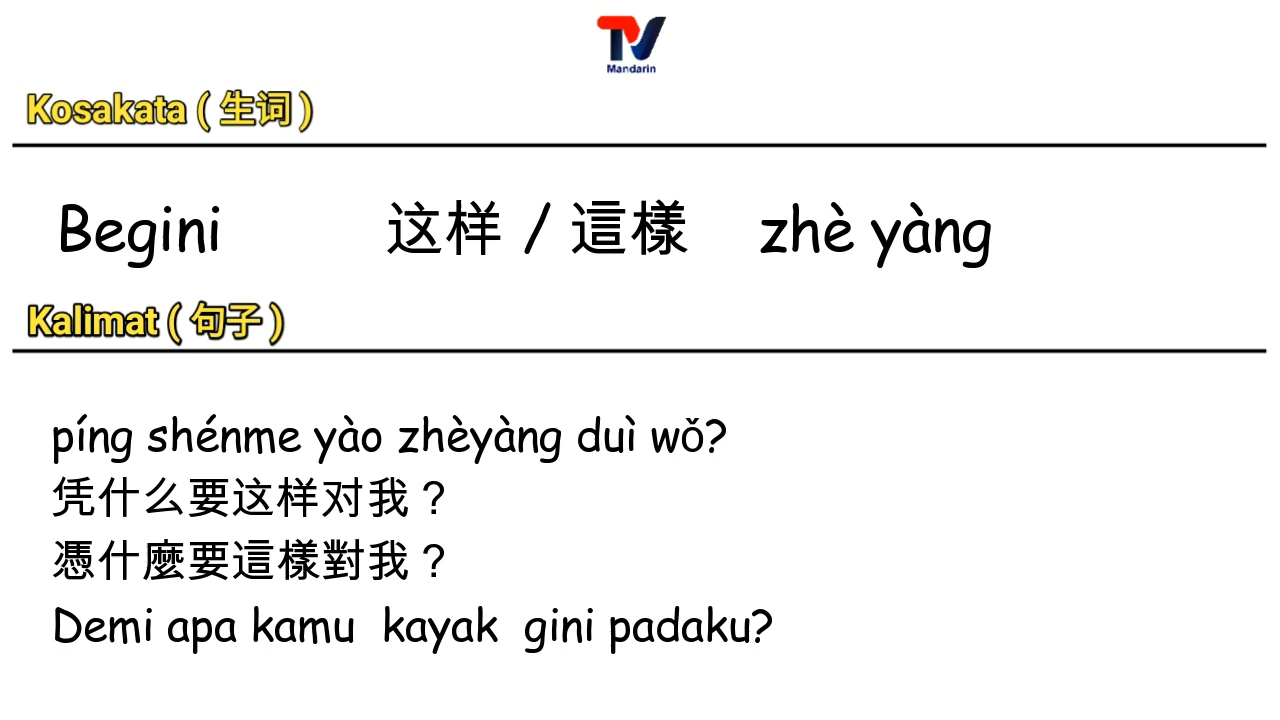 TV
Mandarin
Kosakata ( 生词 )
Begini 这样 / 這樣 zhè yàng
Kalimat ( 句子 )
píng shénme yào zhèyàng duì wǒ?
凭什么要这样对我？
憑什麼要這樣對我？
Demi apa kamu kayak gini padaku?